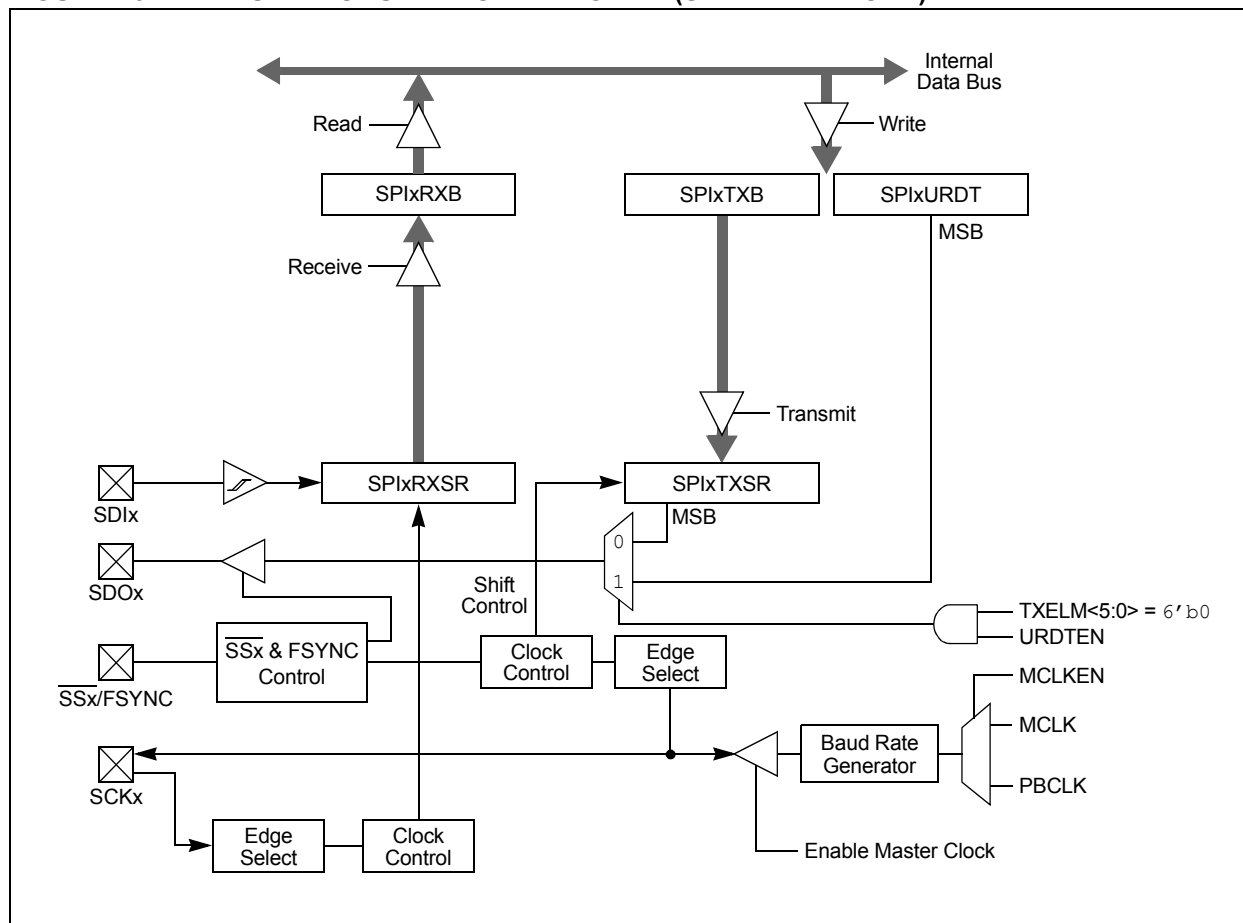 Internal
Data Bus
Read
Write
SPIxRXB
SPIxTXB
SPIxURDT
MSB
Receive
Transmit
SPIxRXSR
SPIxTXSR
MSB
SDIx
0
1
SDOx
Shift
Control
TXELM<5:0> = 6'b0
URDTEN
SSx & FSYNC
Control
Clock
Control
Edge
Select
SSx/FSYNC
MCLKEN
MCLK
Baud Rate
Generator
PBCLK
SCKx
Edge
Select
Clock
Control
Enable Master Clock